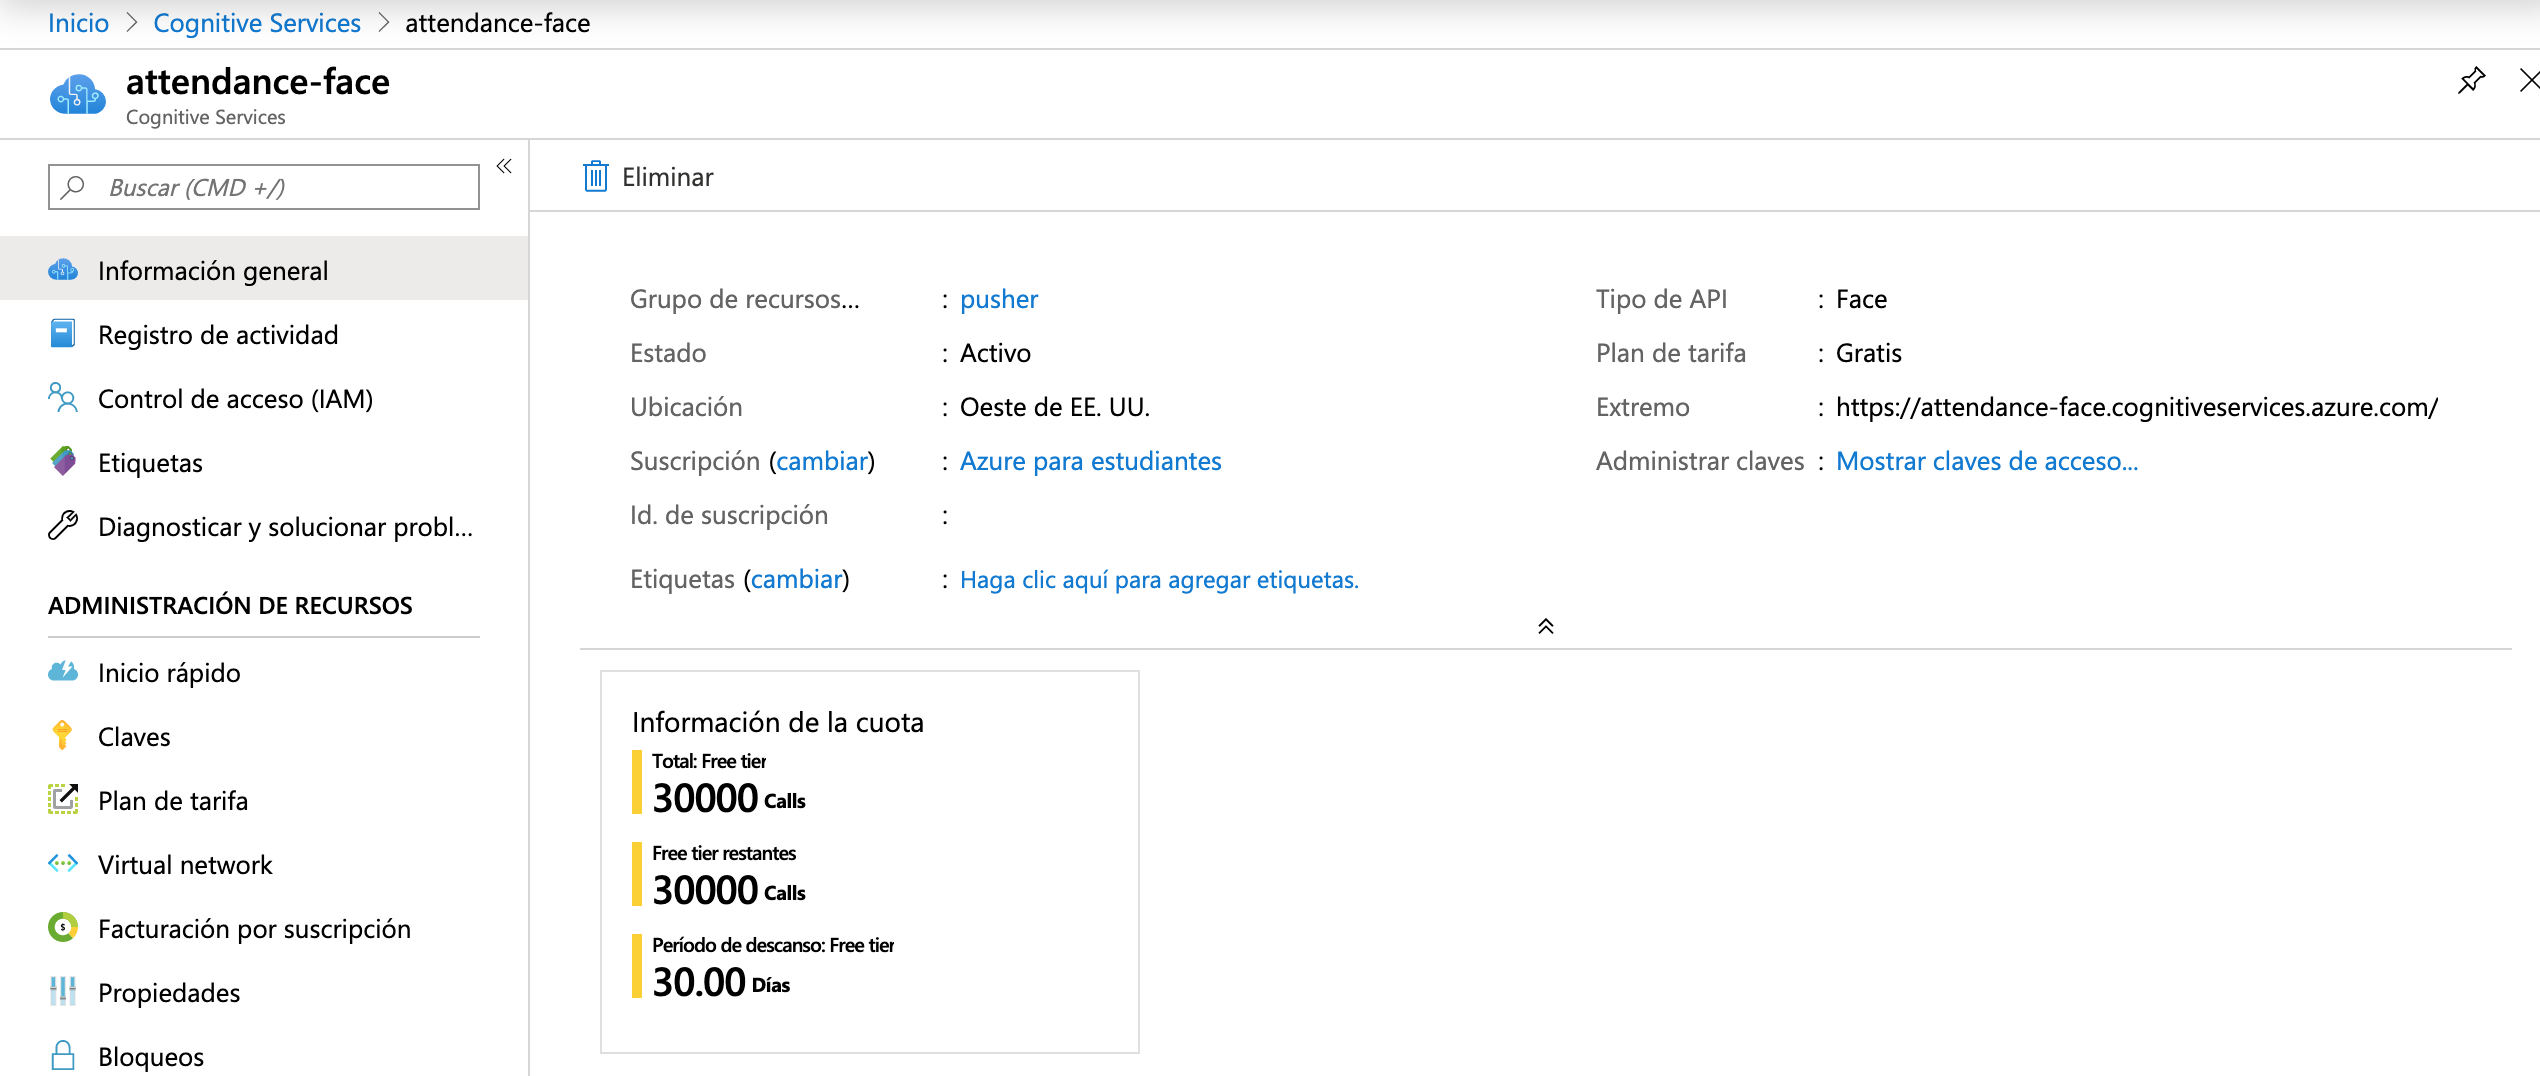 Inicio > Cognitive Services > attendance-face
attendance-face
Cognitive Services
Buscar (CMD +/)
«
Eliminar
Información general
Registro de actividad
Control de acceso (IAM)
Etiquetas
Diagnosticar y solucionar probl...
ADMINISTRACIÓN DE RECURSOS
Inicio rápido
Claves
Plan de tarifa
Virtual network
Facturación por suscripción
Propiedades
Bloqueos
Grupo de recursos... : pusher
Estado : Activo
Ubicación : Oeste de EE. UU.
Suscripción (cambiar) : Azure para estudiantes
Id. de suscripción :
Etiquetas (cambiar) : Haga clic aquí para agregar etiquetas.
Tipo de API : Face
Plan de tarifa : Gratis
Extremo : https://attendance-face.cognitiveservices.azure.com/
Administrar claves : Mostrar claves de acceso...
Información de la cuota
Total: Free tier
30000 Calls
Free tier restantes
30000 Calls
Período de descanso: Free tier
30.00 Días